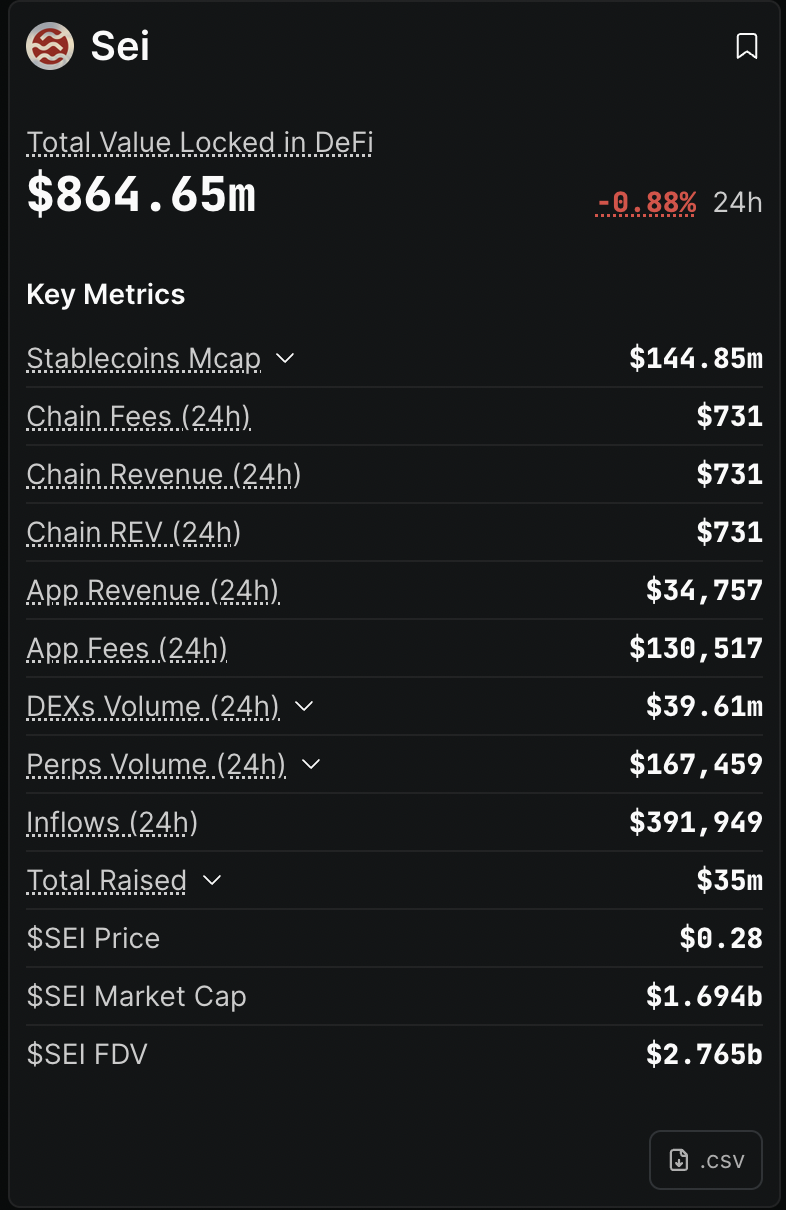 Sei
Total Value Locked in DeFi
$864.65m -0.88% 24h
Key Metrics
Stablecoins Mcap $144.85m
Chain Fees (24h) $731
Chain Revenue (24h) $731
Chain REV (24h) $731
App Revenue (24h) $34,757
App Fees (24h) $130,517
DEXs Volume (24h) $39.61m
Perps Volume (24h) $167,459
Inflows (24h) $391,949
Total Raised $35m
$SEI Price $0.28
$SEI Market Cap $1.694b
$SEI FDV $2.765b
.csv